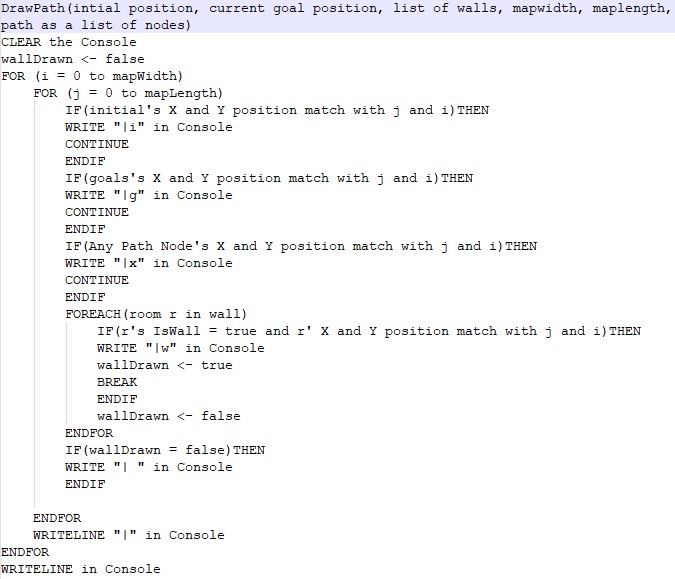 DrawPath(intial position, current goal position, list of walls, mapwidth, maplength,
path as a list of nodes)
CLEAR the Console
wallDrawn <- false
FOR (i = 0 to mapWidth)
FOR (j = 0 to mapLength)
IF(initial's X and Y position match with j and i)THEN
WRITE "|i" in Console
CONTINUE
ENDIF
IF(goals's X and Y position match with j and i)THEN
WRITE "|g" in Console
CONTINUE
ENDIF
IF(Any Path Node's X and Y position match with j and i)THEN
WRITE "|x" in Console
CONTINUE
ENDIF
FOREACH(room r in wall)
IF(r's IsWall = true and r' X and Y position match with j and i)THEN
WRITE "|w" in Console
wallDrawn <- true
BREAK
ENDIF
wallDrawn <- false
ENDFOR
IF(wallDrawn = false)THEN
WRITE "| " in Console
ENDIF
ENDFOR
WRITELINE "|" in Console
ENDFOR
WRITELINE in Console